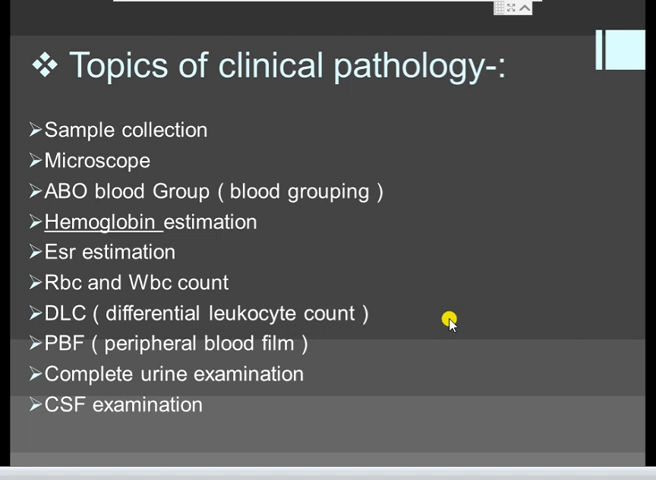 ❖ Topics of clinical pathology-:
➢Sample collection
➢Microscope
➢ABO blood Group ( blood grouping )
➢Hemoglobin estimation
➢Esr estimation
➢Rbc and Wbc count
➢DLC ( differential leukocyte count )
➢PBF ( peripheral blood film )
➢Complete urine examination
➢CSF examination